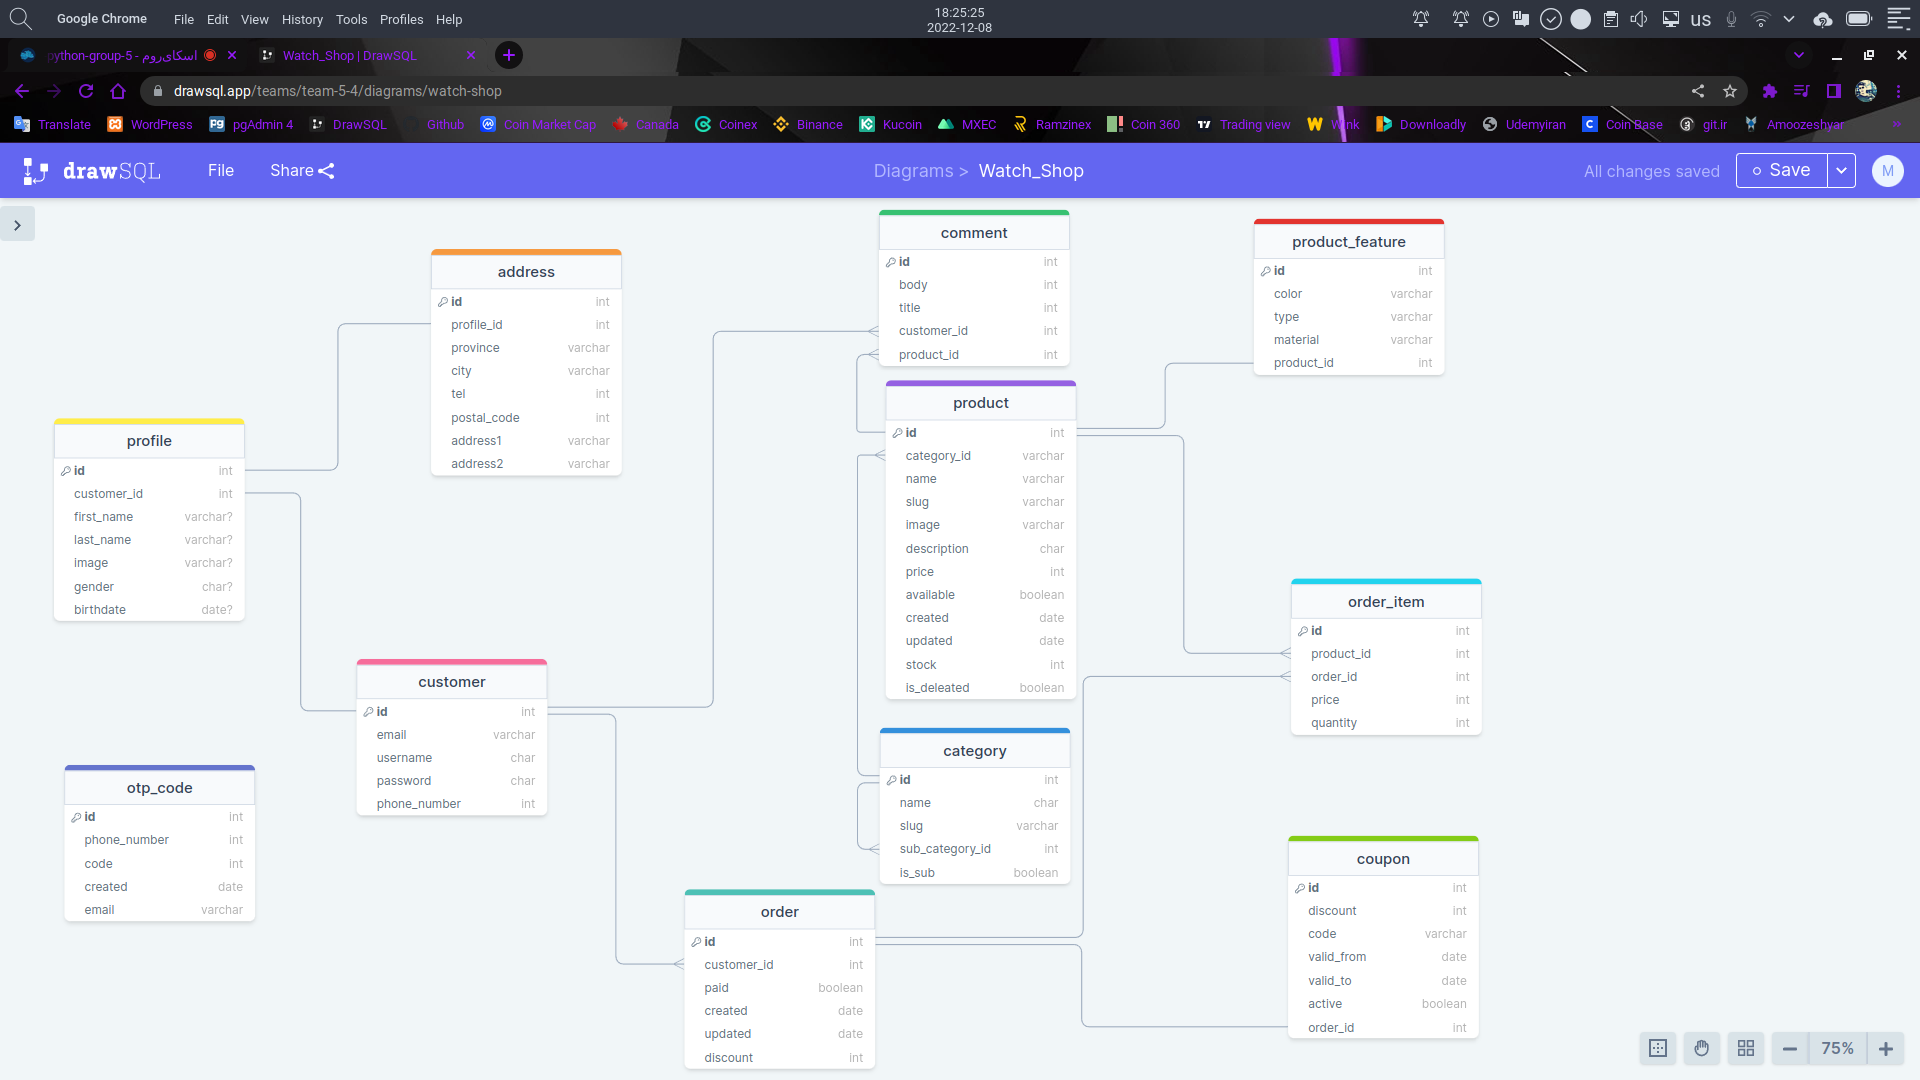 Google Chrome File Edit View History Tools Profiles Help
18:25:25
2022-12-08
us
python-group-5 - اسکای‌روم
Watch_Shop | DrawSQL
drawsql.app/teams/team-5-4/diagrams/watch-shop
Translate WordPress pgAdmin 4 DrawSQL Github Coin Market Cap Canada Coinex Binance Kucoin MXEC Ramzinex Coin 360 Trading view Wink Downloadly Udemyiran Coin Base git.ir Amoozeshyar
drawSQL File Share Diagrams > Watch_Shop All changes saved Save M
comment
id int
body int
title int
customer_id int
product_id int
product_feature
id int
color varchar
type varchar
material varchar
product_id int
address
id int
profile_id int
province varchar
city varchar
tel int
postal_code int
address1 varchar
address2 varchar
product
id int
category_id varchar
name varchar
slug varchar
image varchar
description char
price int
available boolean
created date
updated date
stock int
is_deleated boolean
profile
id int
customer_id int
first_name varchar?
last_name varchar?
image varchar?
gender char?
birthdate date?
order_item
id int
product_id int
order_id int
price int
quantity int
customer
id int
email varchar
username char
password char
phone_number int
category
id int
name char
slug varchar
sub_category_id int
is_sub boolean
otp_code
id int
phone_number int
code int
created date
email varchar
coupon
id int
discount int
code varchar
valid_from date
valid_to date
active boolean
order_id int
order
id int
customer_id int
paid boolean
created date
updated date
discount int
75%